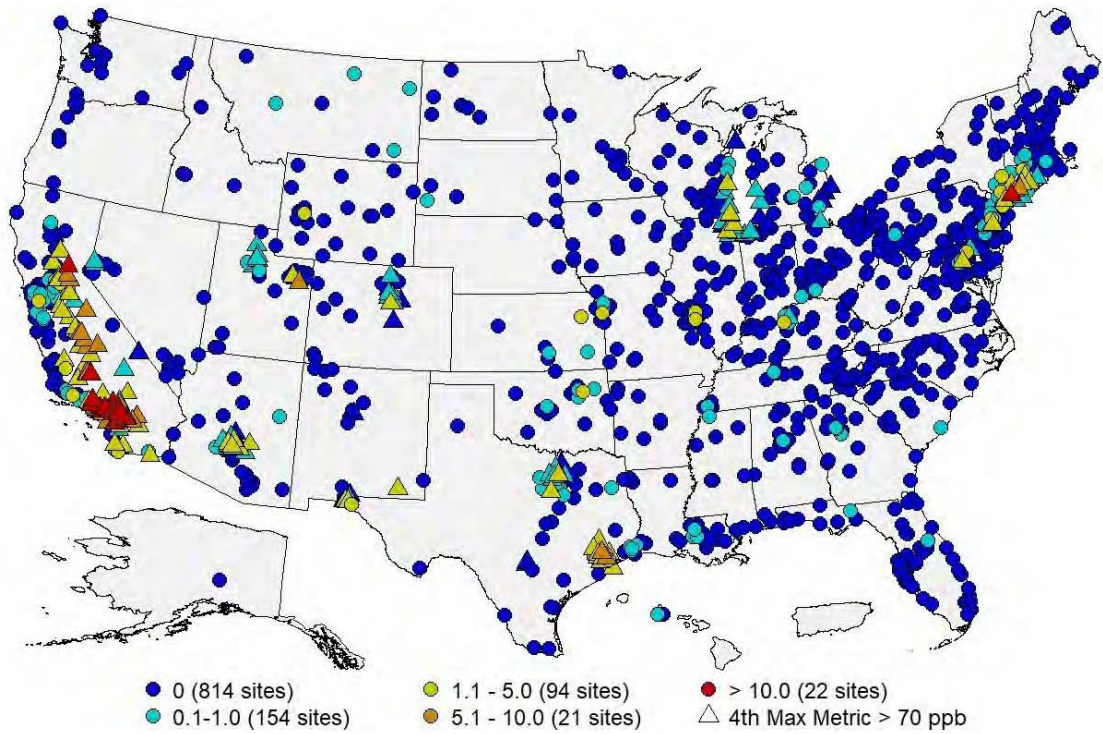 0 (814 sites)
1.1 - 5.0 (94 sites)
> 10.0 (22 sites)
0.1-1.0 (154 sites)
5.1 - 10.0 (21 sites)
4th Max Metric > 70 ppb